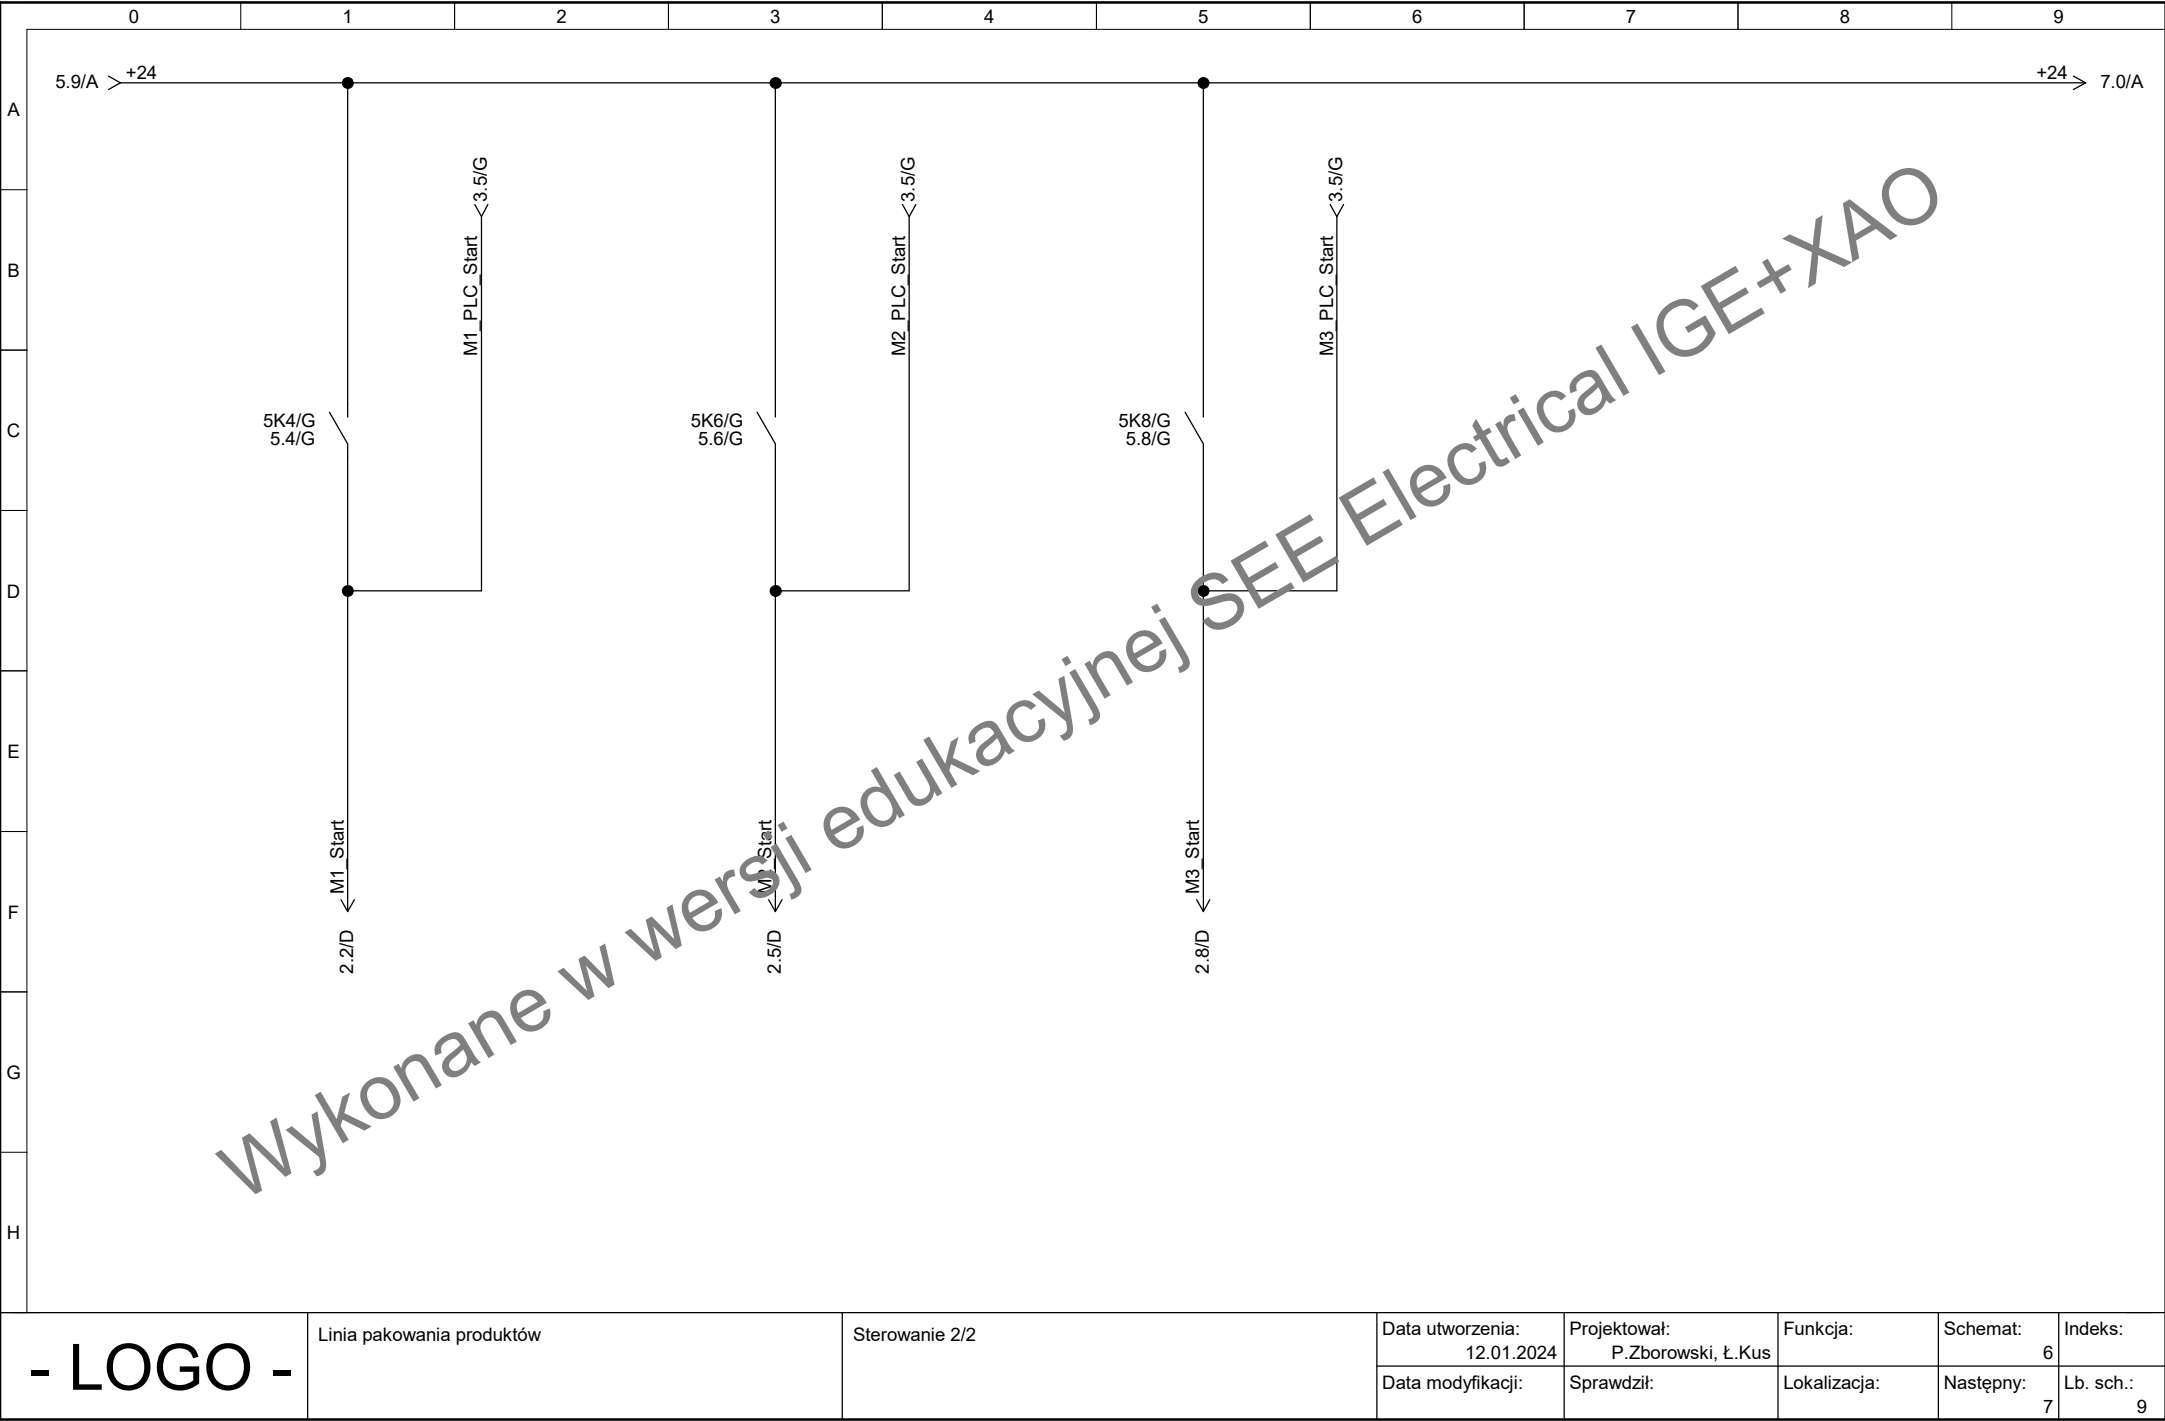 0 1 2 3 4 5 6 7 8 9
5.9/A +24 +24 7.0/A
A
3.5/G 3.5/G 3.5/G
B
M1_PLC_Start M2_PLC_Start M3_PLC_Start
C
5K4/G 5K6/G 5K8/G
5.4/G 5.6/G 5.8/G
D
E
M1_Start M2_Start M3_Start
F
2.2/D 2.5/D 2.8/D
G
H
Wykonane w wersji edukacyjnej SEE Electrical IGE+XAO
- LOGO -
Linia pakowania produktów
Sterowanie 2/2
Data utworzenia:
12.01.2024
Data modyfikacji:
Projektował:
P.Zborowski, Ł.Kus
Sprawdził:
Funkcja:
Lokalizacja:
Schemat:
6
Następny:
7
Indeks:
Lb. sch.:
9